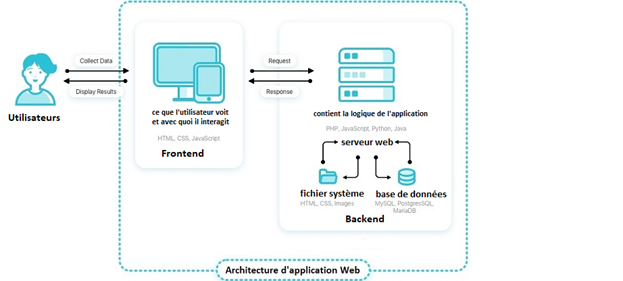 Collect Data
Display Results
Utilisateurs
ce que l'utilisateur voit
et avec quoi il interagit
HTML, CSS, JavaScript
Frontend
Request
Response
contient la logique de l'application
PHP, JavaScript, Python, Java
serveur web
fichier système
HTML, CSS, Images
base de données
MySQL, PostgresSQL,
MariaDB
Backend
Architecture d'application Web